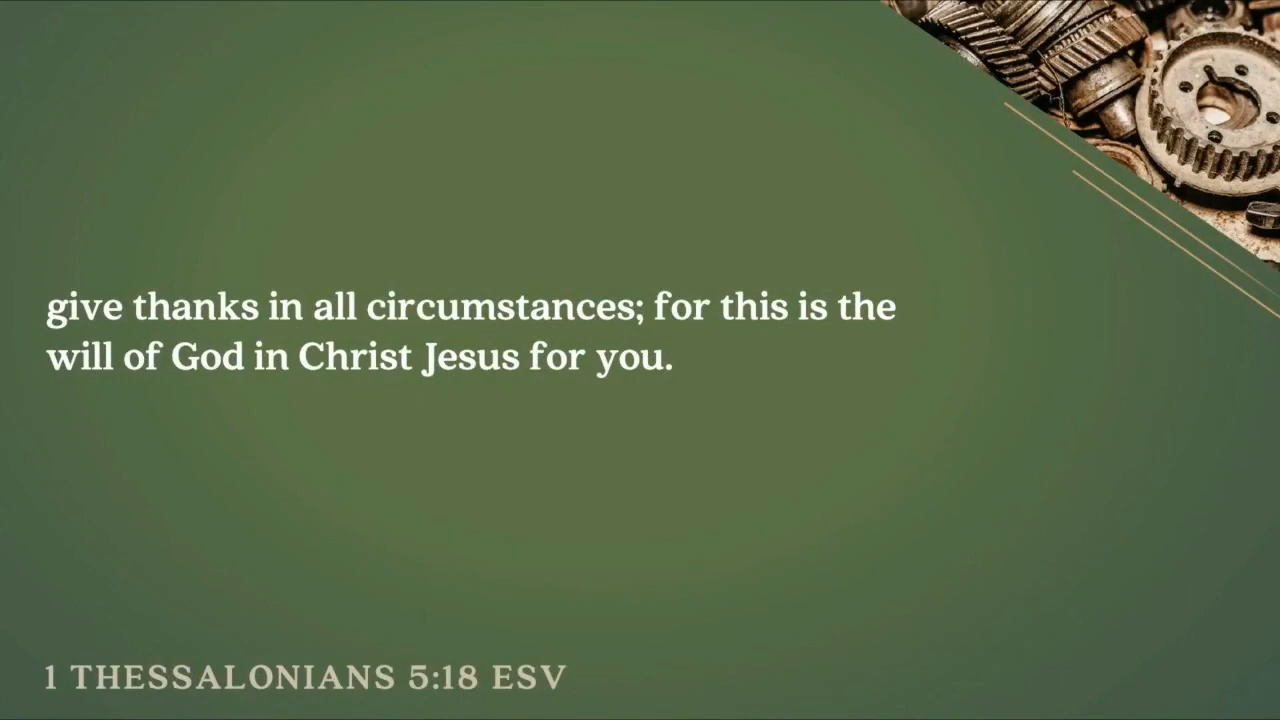 give thanks in all circumstances; for this is the
will of God in Christ Jesus for you.
1 THESSALONIANS 5:18 ESV